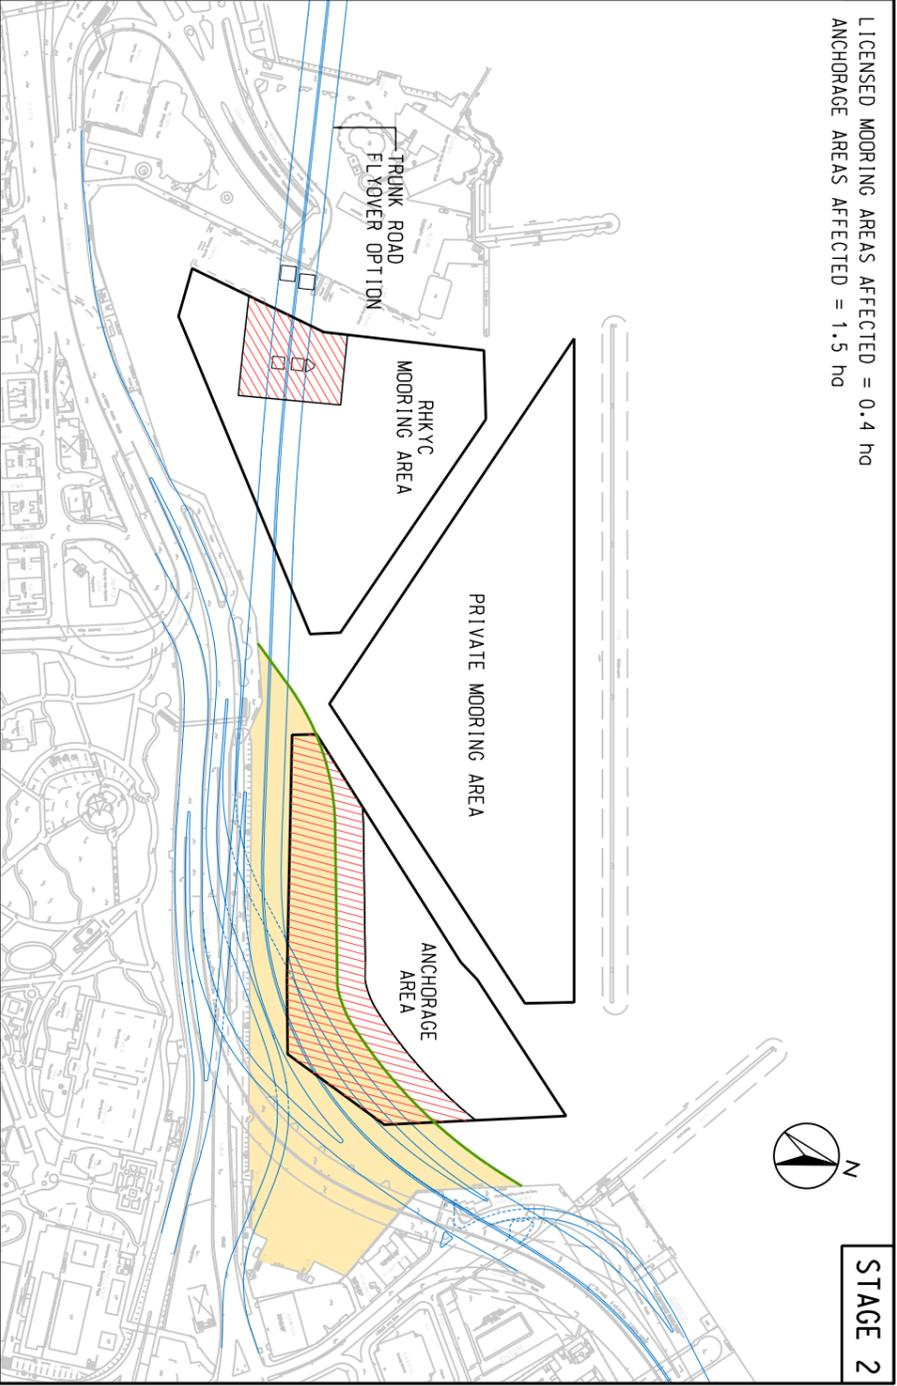 LICENSED MOORING AREAS AFFECTED = 0.4 ha
ANCHORAGE AREAS AFFECTED = 1.5 ha
TRUNK ROAD
FLYOVER OPTION
RHKYC
MOORING AREA
PRIVATE MOORING AREA
ANCHORAGE
AREA
N
STAGE 2